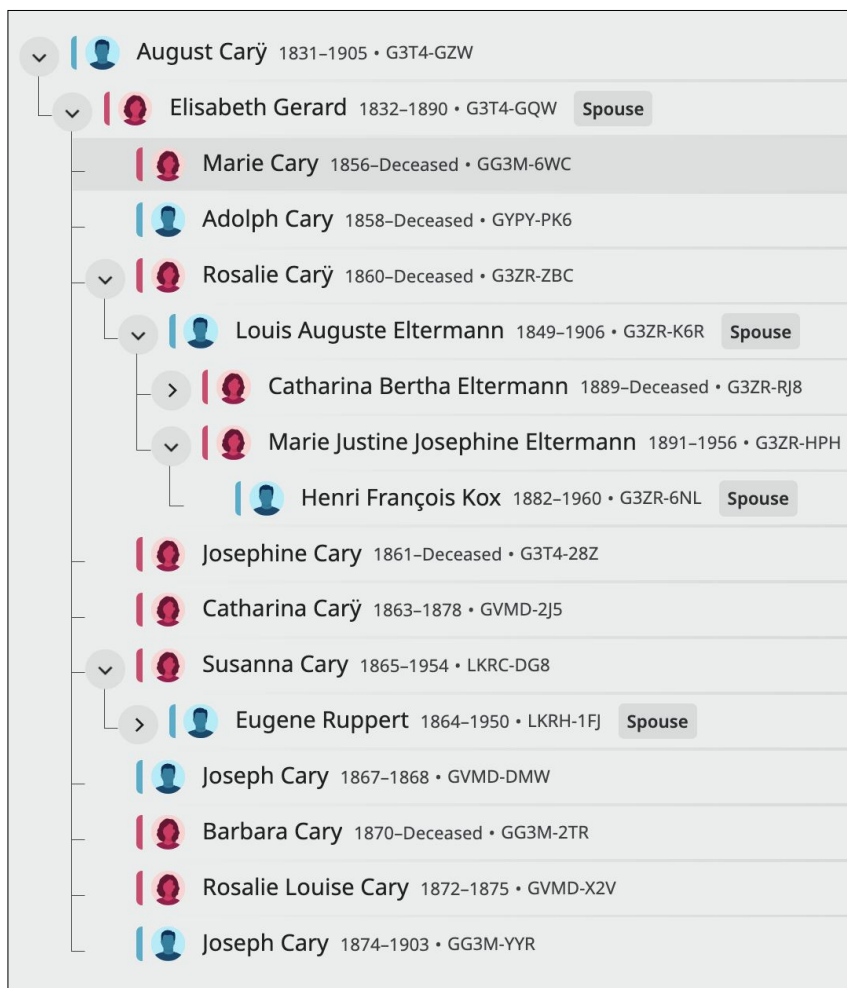 August Carÿ 1831–1905 • G3T4-GZW
Elisabeth Gerard 1832–1890 • G3T4-GQW Spouse
Marie Cary 1856–Deceased • GG3M-6WC
Adolph Cary 1858–Deceased • GYPY-PK6
Rosalie Carÿ 1860–Deceased • G3ZR-ZBC
Louis Auguste Eltermann 1849–1906 • G3ZR-K6R Spouse
Catharina Bertha Eltermann 1889–Deceased • G3ZR-RJ8
Marie Justine Josephine Eltermann 1891–1956 • G3ZR-HPH
Henri François Kox 1882–1960 • G3ZR-6NL Spouse
Josephine Cary 1861–Deceased • G3T4-28Z
Catharina Carÿ 1863–1878 • GVMD-2J5
Susanna Cary 1865–1954 • LKRC-DG8
Eugene Ruppert 1864–1950 • LKRH-1FJ Spouse
Joseph Cary 1867–1868 • GVMD-DMW
Barbara Cary 1870–Deceased • GG3M-2TR
Rosalie Louise Cary 1872–1875 • GVMD-X2V
Joseph Cary 1874–1903 • GG3M-YYR